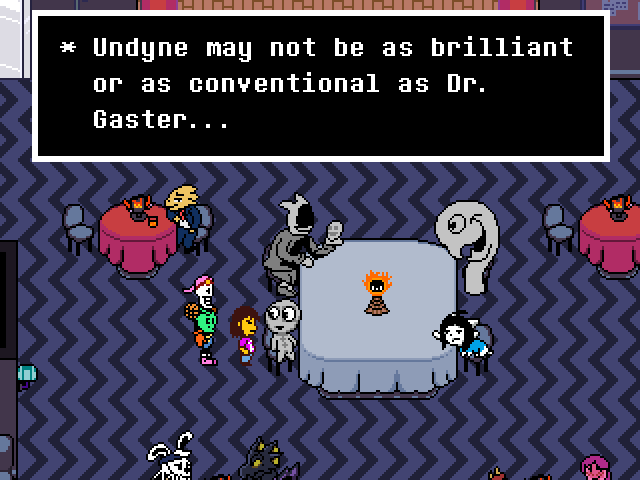 * Undyne may not be as brilliant
or as conventional as Dr.
Gaster...